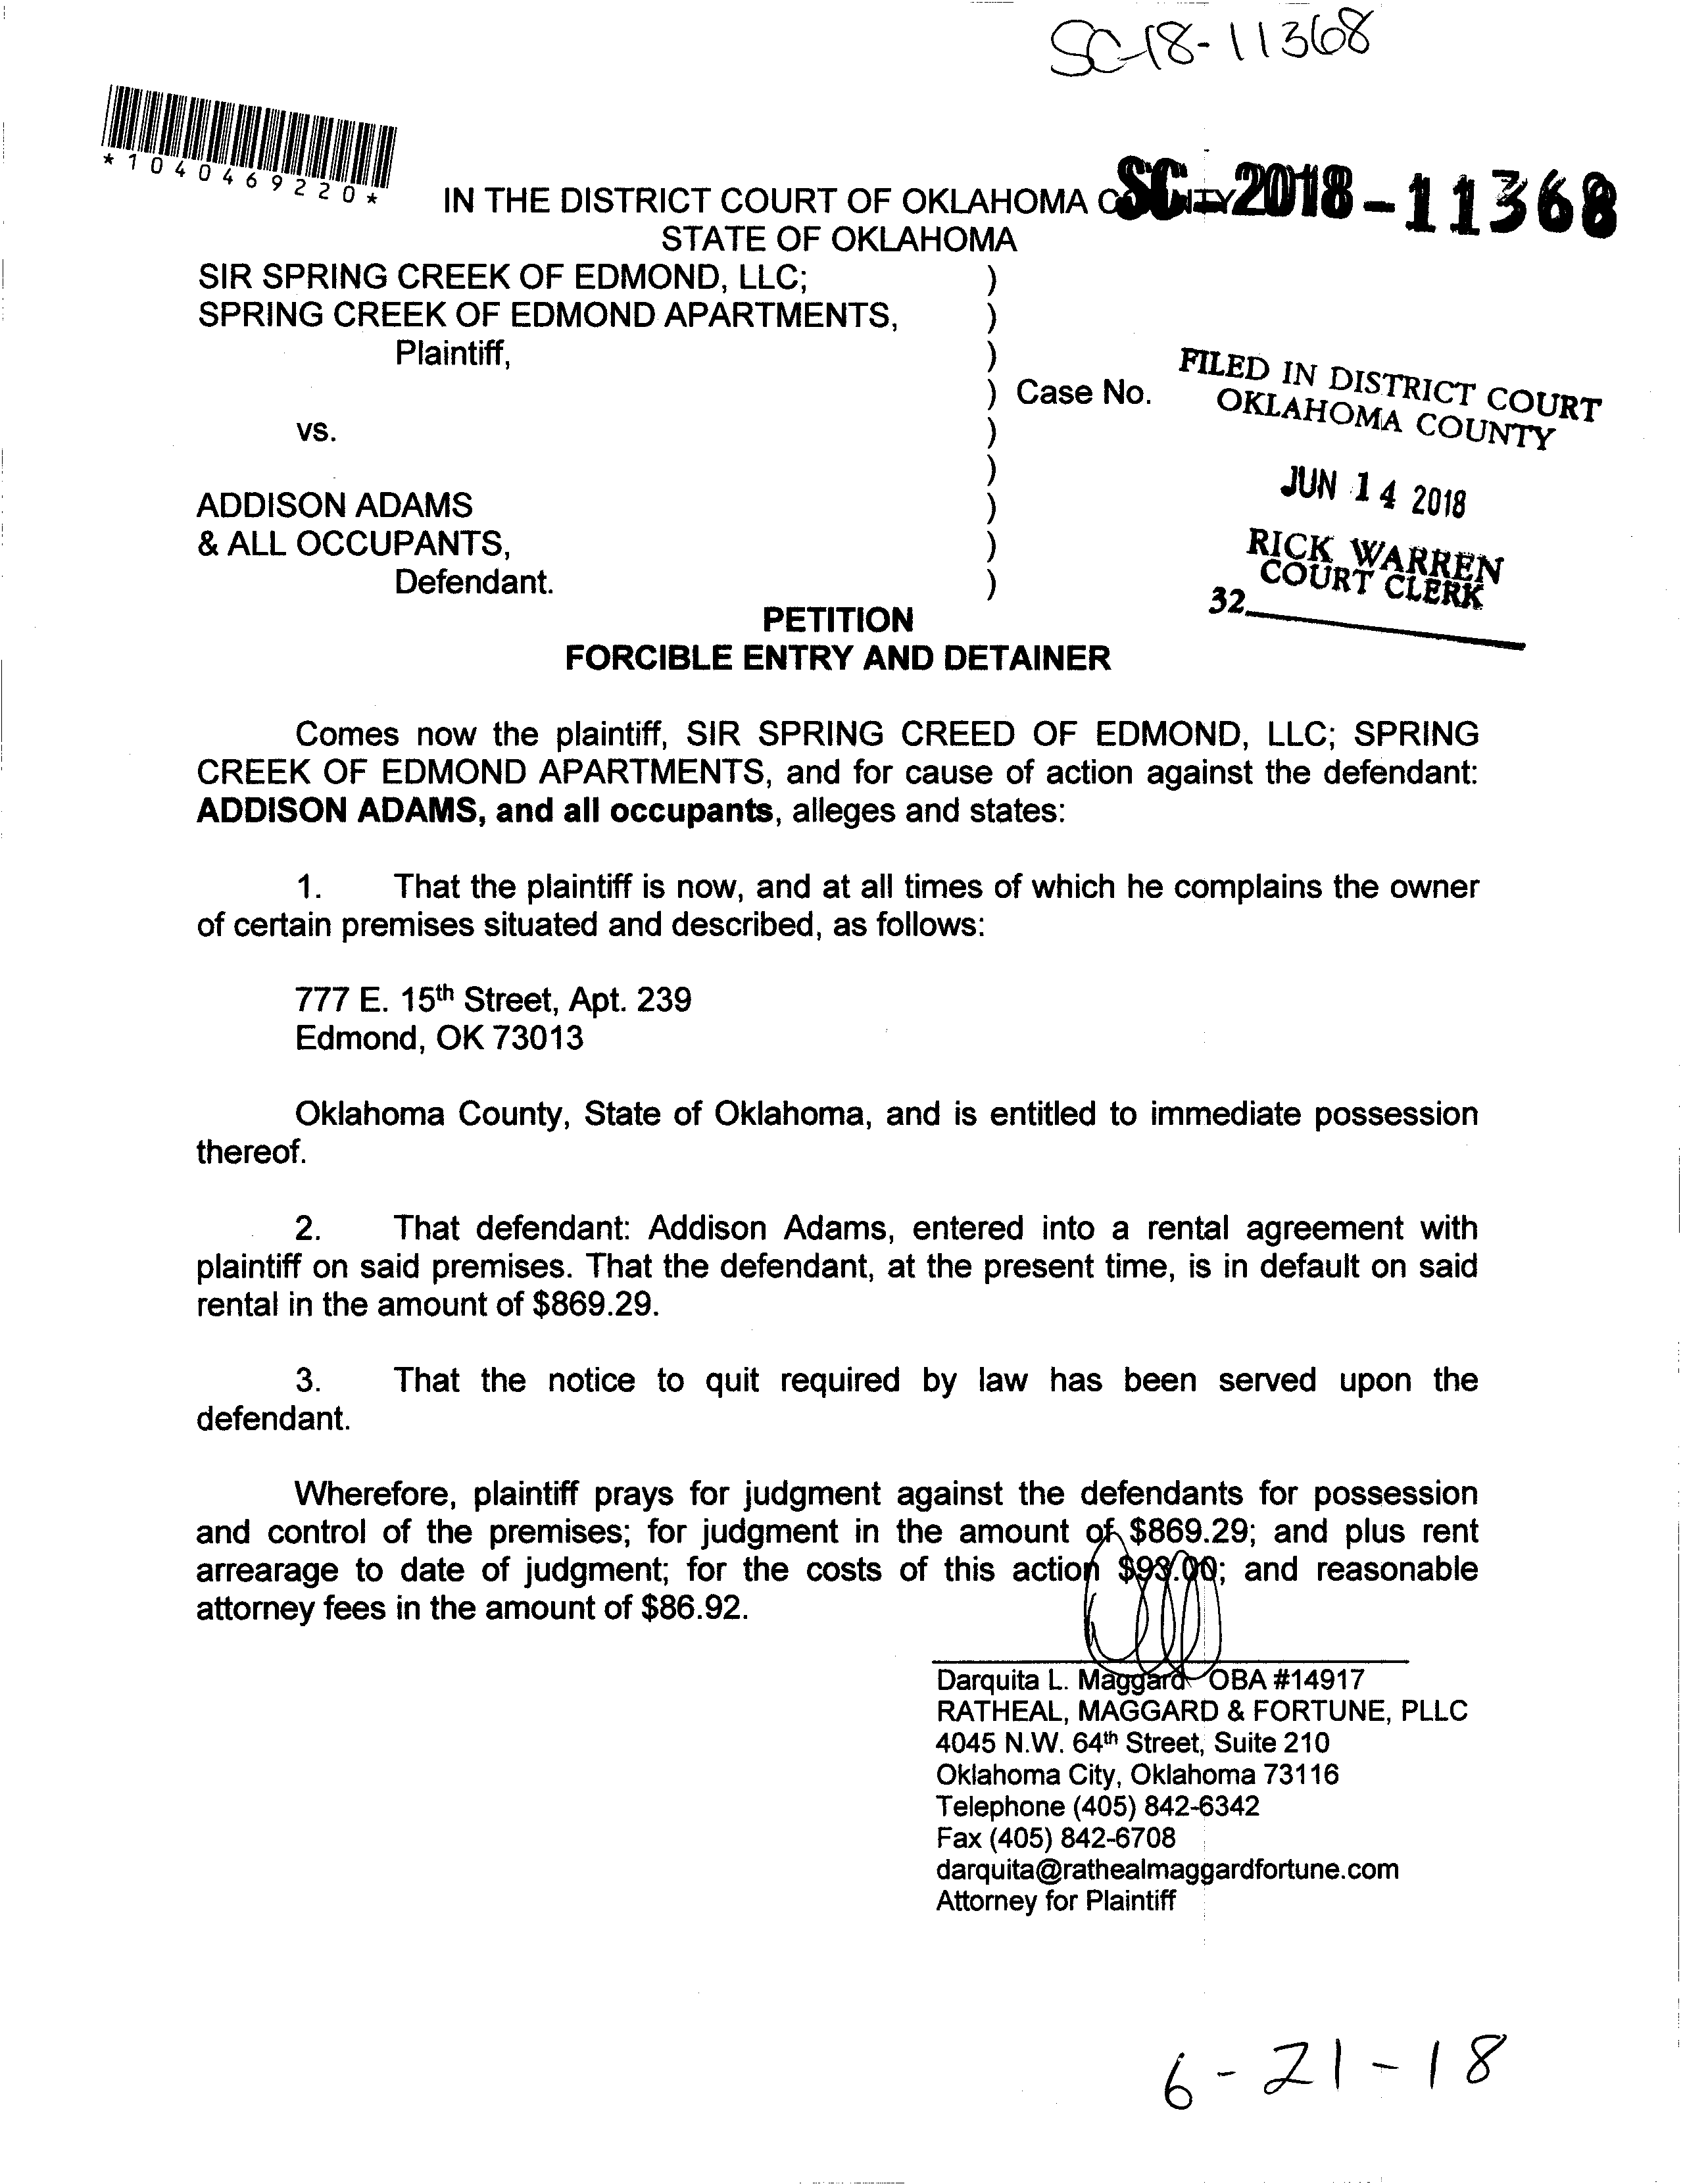 SC-18-11368
*1040469220*
SC-2018-11368
IN THE DISTRICT COURT OF OKLAHOMA COUNTY
STATE OF OKLAHOMA
SIR SPRING CREEK OF EDMOND, LLC; )
SPRING CREEK OF EDMOND APARTMENTS, )
Plaintiff, )
) Case No.
vs. )
)
ADDISON ADAMS )
& ALL OCCUPANTS, )
Defendant. )
FILED IN DISTRICT COURT
OKLAHOMA COUNTY
JUN 14 2018
RICK WARREN
COURT CLERK
32
PETITION
FORCIBLE ENTRY AND DETAINER
Comes now the plaintiff, SIR SPRING CREED OF EDMOND, LLC; SPRING
CREEK OF EDMOND APARTMENTS, and for cause of action against the defendant:
ADDISON ADAMS, and all occupants, alleges and states:
1. That the plaintiff is now, and at all times of which he complains the owner
of certain premises situated and described, as follows:
777 E. 15th Street, Apt. 239
Edmond, OK 73013
Oklahoma County, State of Oklahoma, and is entitled to immediate possession
thereof.
2. That defendant: Addison Adams, entered into a rental agreement with
plaintiff on said premises. That the defendant, at the present time, is in default on said
rental in the amount of $869.29.
3. That the notice to quit required by law has been served upon the
defendant.
Wherefore, plaintiff prays for judgment against the defendants for possession
and control of the premises; for judgment in the amount of $869.29; and plus rent
arrearage to date of judgment; for the costs of this action $93.00; and reasonable
attorney fees in the amount of $86.92.
Darquita L. Maggard OBA #14917
RATHEAL, MAGGARD & FORTUNE, PLLC
4045 N.W. 64th Street, Suite 210
Oklahoma City, Oklahoma 73116
Telephone (405) 842-6342
Fax (405) 842-6708
darquita@rathealmaggardfortune.com
Attorney for Plaintiff
6-21-18